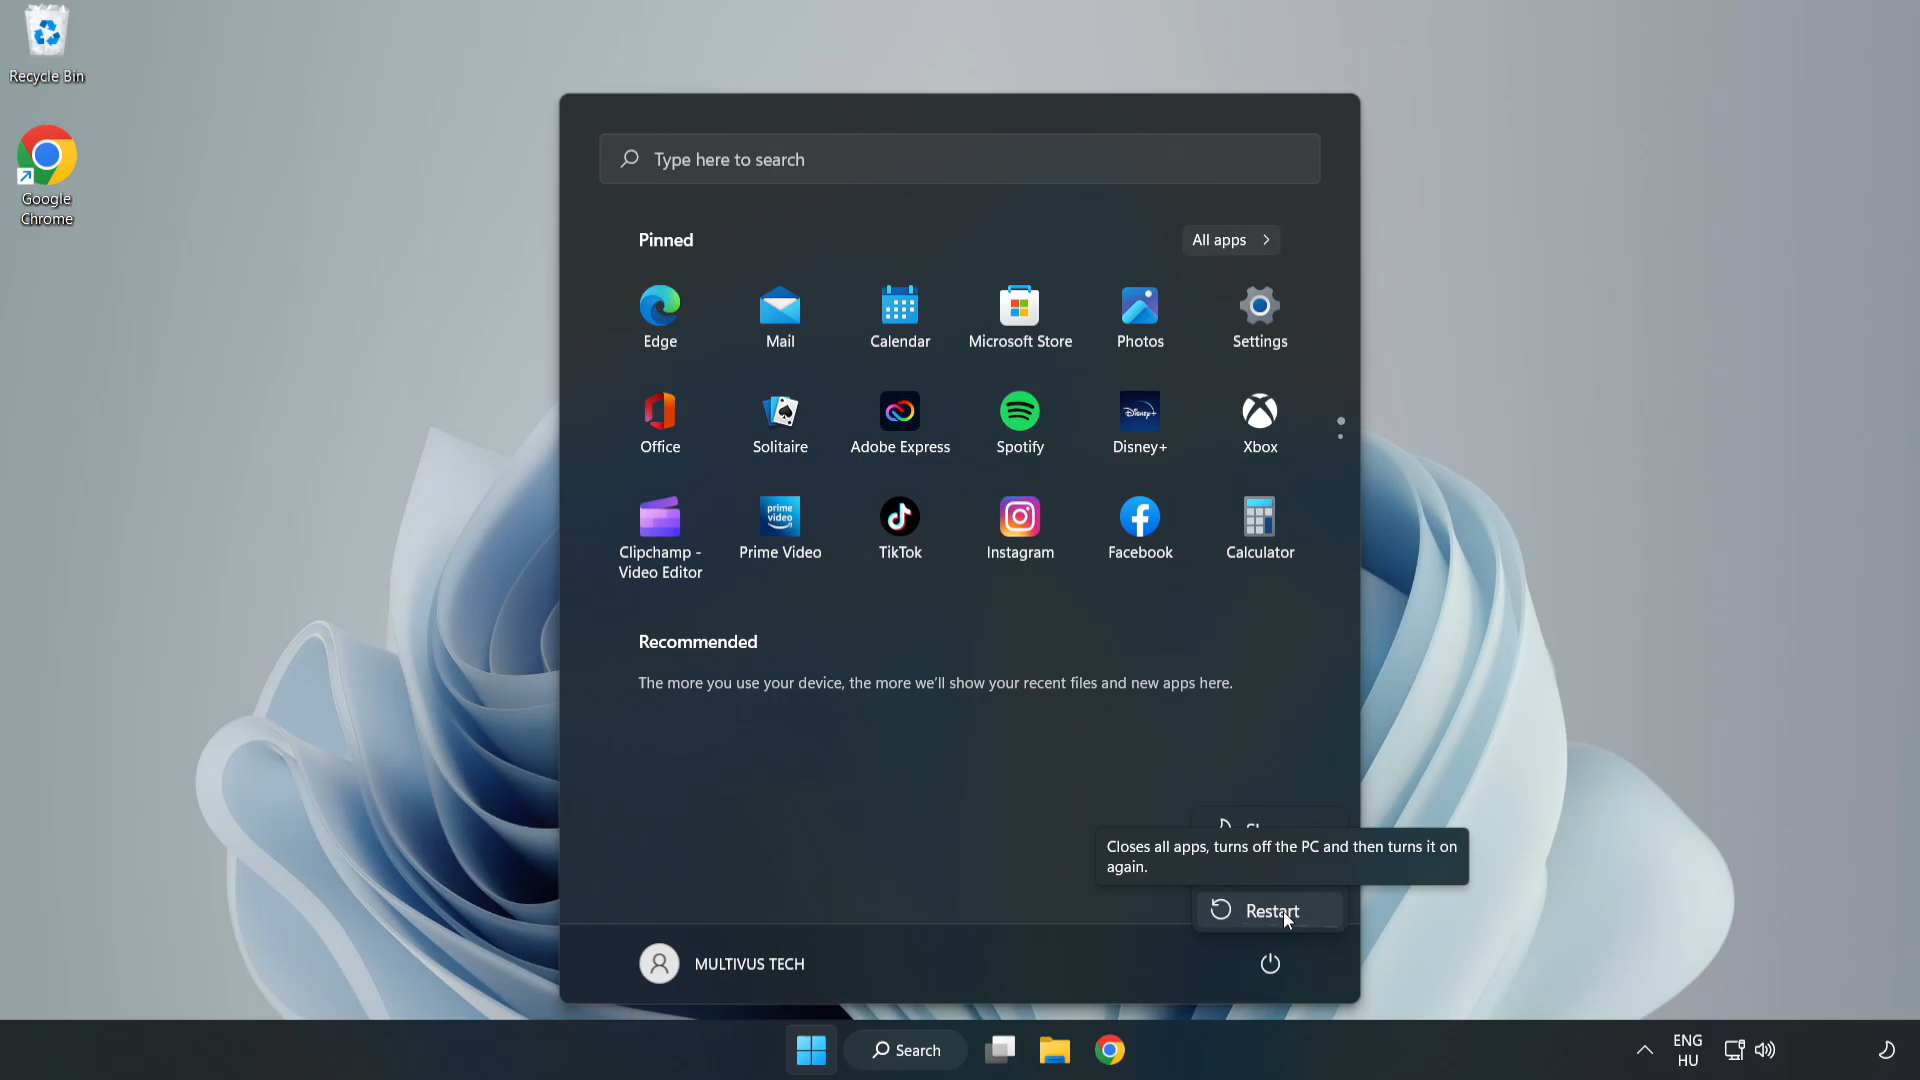 Recycle Bin
Google
Chrome
Type here to search
Pinned
All apps
Edge
Mail
Calendar
Microsoft Store
Photos
Settings
Disney+
Office
Solitaire
Adobe Express
Spotify
Disney+
Xbox
prime
video
Clipchamp -
Video Editor
Prime Video
TikTok
Instagram
Facebook
Calculator
Recommended
The more you use your device, the more we'll show your recent files and new apps here.
Closes all apps, turns off the PC and then turns it on
again.
Restart
MULTIVUS TECH
Search
ENG
HU